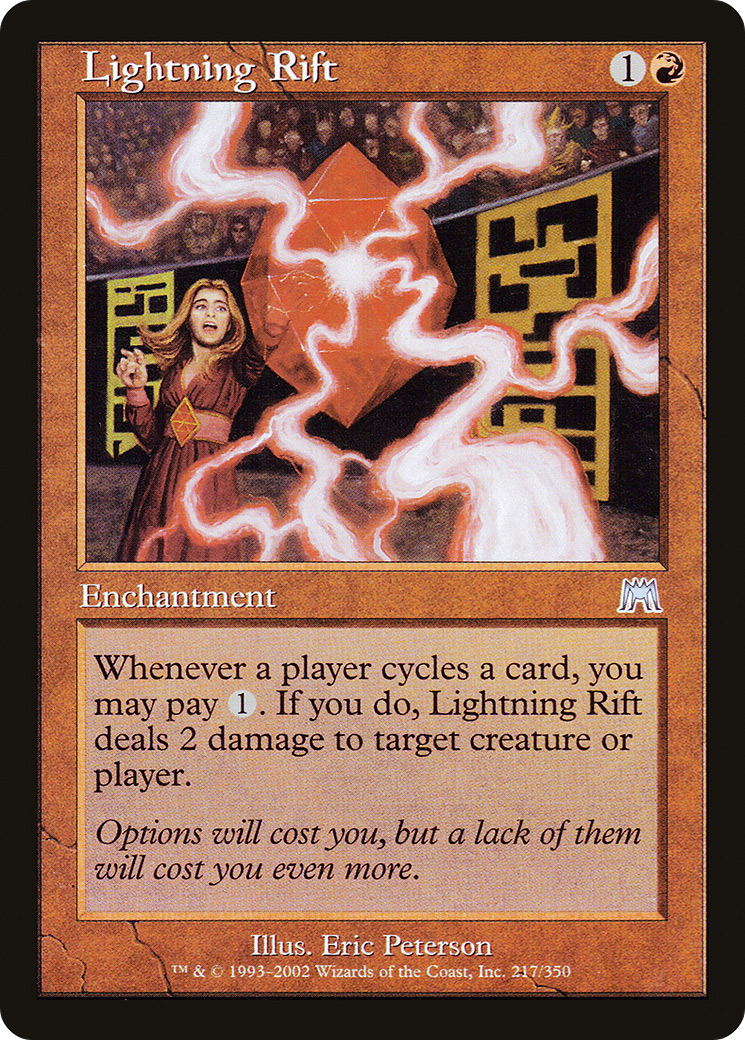 Lightning Rift 1
Enchantment
Whenever a player cycles a card, you
may pay 1. If you do, Lightning Rift
deals 2 damage to target creature or
player.
Options will cost you, but a lack of them
will cost you even more.
Illus. Eric Peterson
™ & © 1993–2002 Wizards of the Coast, Inc. 217/350